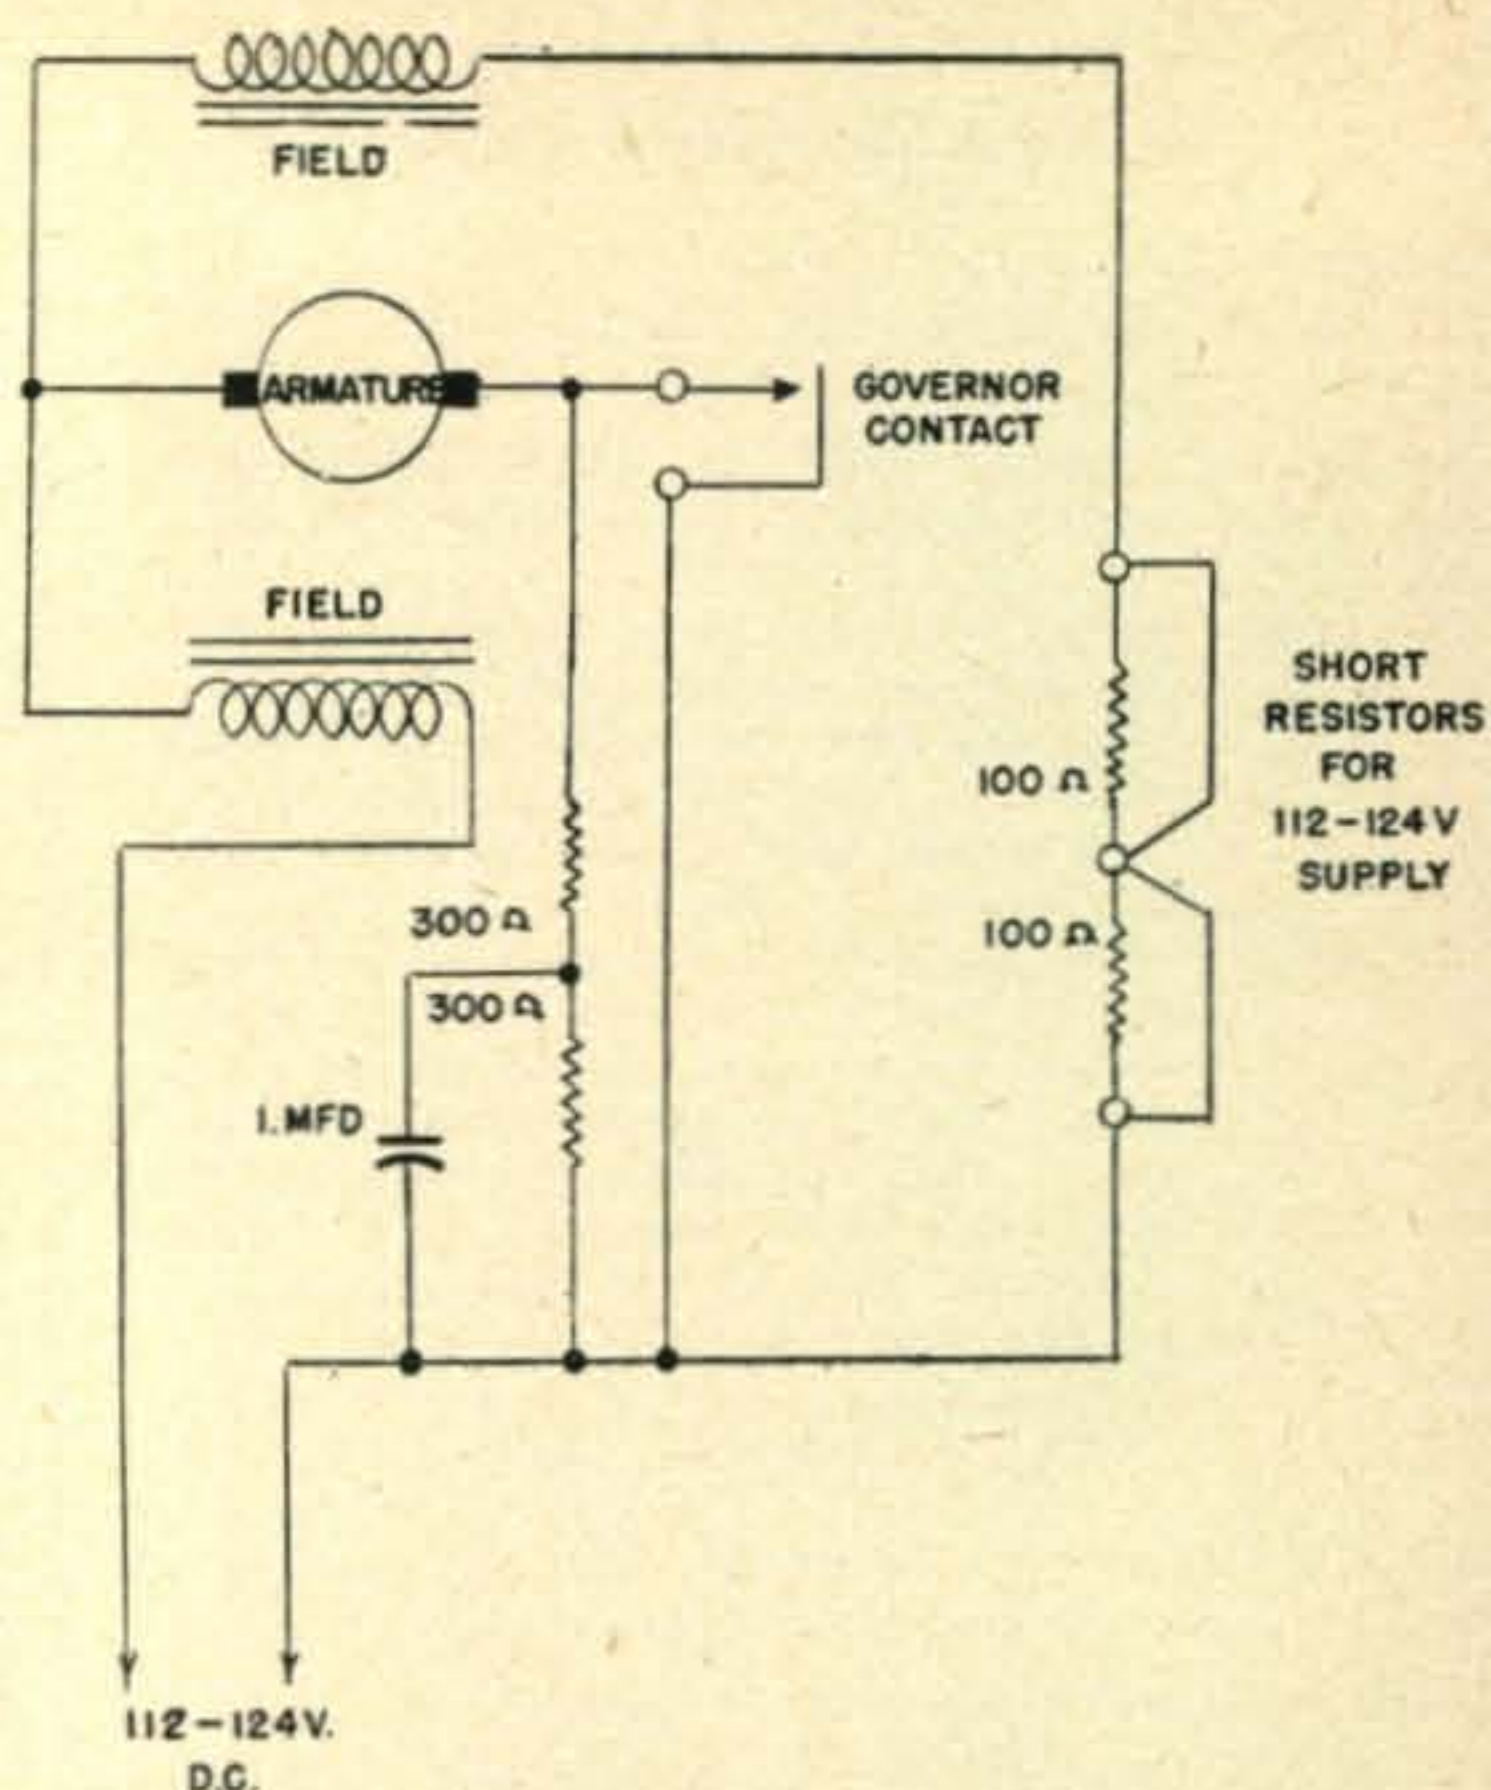 FIELD
ARMATURE
GOVERNOR
CONTACT
FIELD
SHORT
RESISTORS
FOR
112-124V
SUPPLY
100 Ω
100 Ω
300 Ω
300 Ω
1.MFD
112-124V.
D.C.